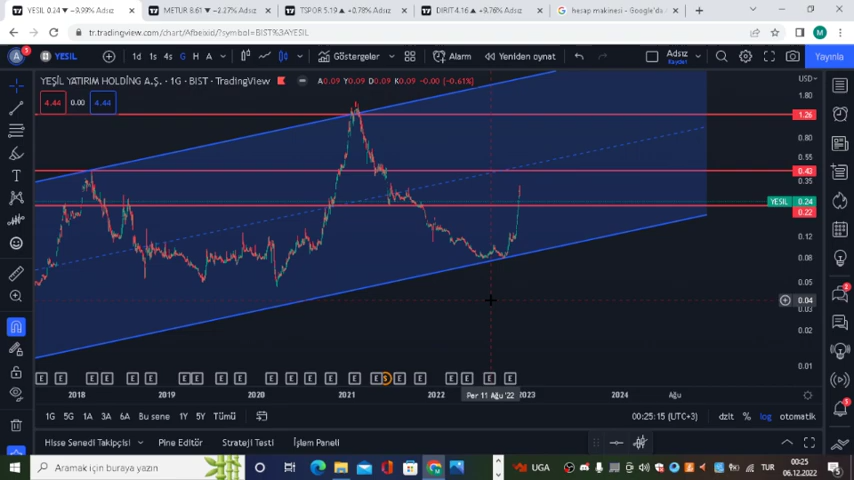 YESIL 0.24 ▼ −9.99% A
METUR 8.61 ▼ −2.27% Adsız
TSPOR 5.19 ▲ +0.78% Adsız
DIRIT 4.16 ▲ +9.76% Adsız
hesap makinesi - Google'da
tr.tradingview.com/chart/Afbeixid/?symbol=BIST%3AYESIL
M
A
YESIL
1d 1s 4s G H A
Göstergeler
Alarm
Yeniden oynat
Adsız
Kaydet
Yayınla
YEŞİL YATIRIM HOLDİNG A.Ş. · 1G · BIST · TradingView
A0.09 Y0.09 D0.09 K0.09 -0.00 (-0.61%)
USD
4.44 0.00 4.44
1.80
1.26
0.80
0.55
0.43
0.35
YESIL 0.24
0.22
0.12
0.08
0.05
0.04
0.03
0.02
0.01
E E E E E E E E E E E E E E S E E E E E E
2018 2019 2020 2021 2022 Per 11 Ağu '22 2023 2024 Ağu
1G 5G 1A 3A 6A Bu sene 1Y 5Y Tümü
00:25:15 (UTC+3)
% log otomatik
Hisse Senedi Takipçisi
Pine Editör
Strateji Testi
İşlem Paneli
Aramak için buraya yazın
UGA
TUR
00:25
06.12.2022